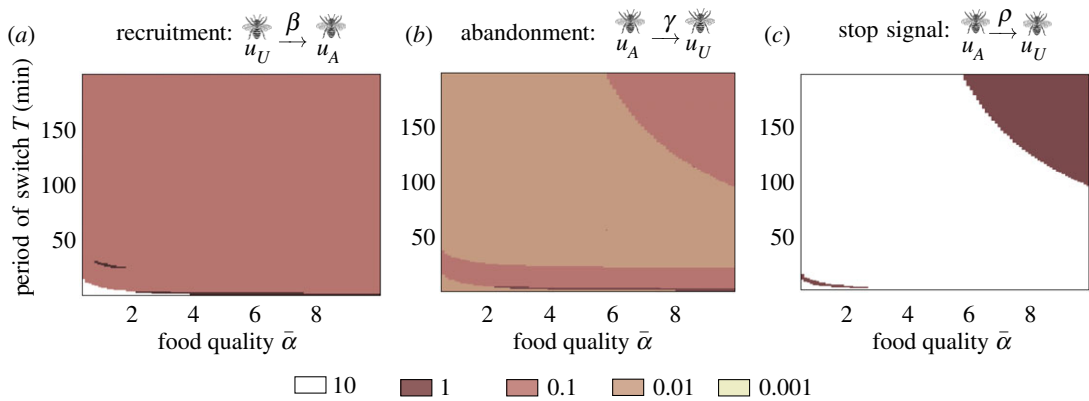 (a) recruitment: u_U →^β u_A
(b) abandonment: u_A →^γ u_U
(c) stop signal: u_A →^ρ u_U
period of switch T (min)
150
100
50
2 4 6 8
food quality ᾱ
150
100
50
2 4 6 8
food quality ᾱ
150
100
50
2 4 6 8
food quality ᾱ
10 1 0.1 0.01 0.001